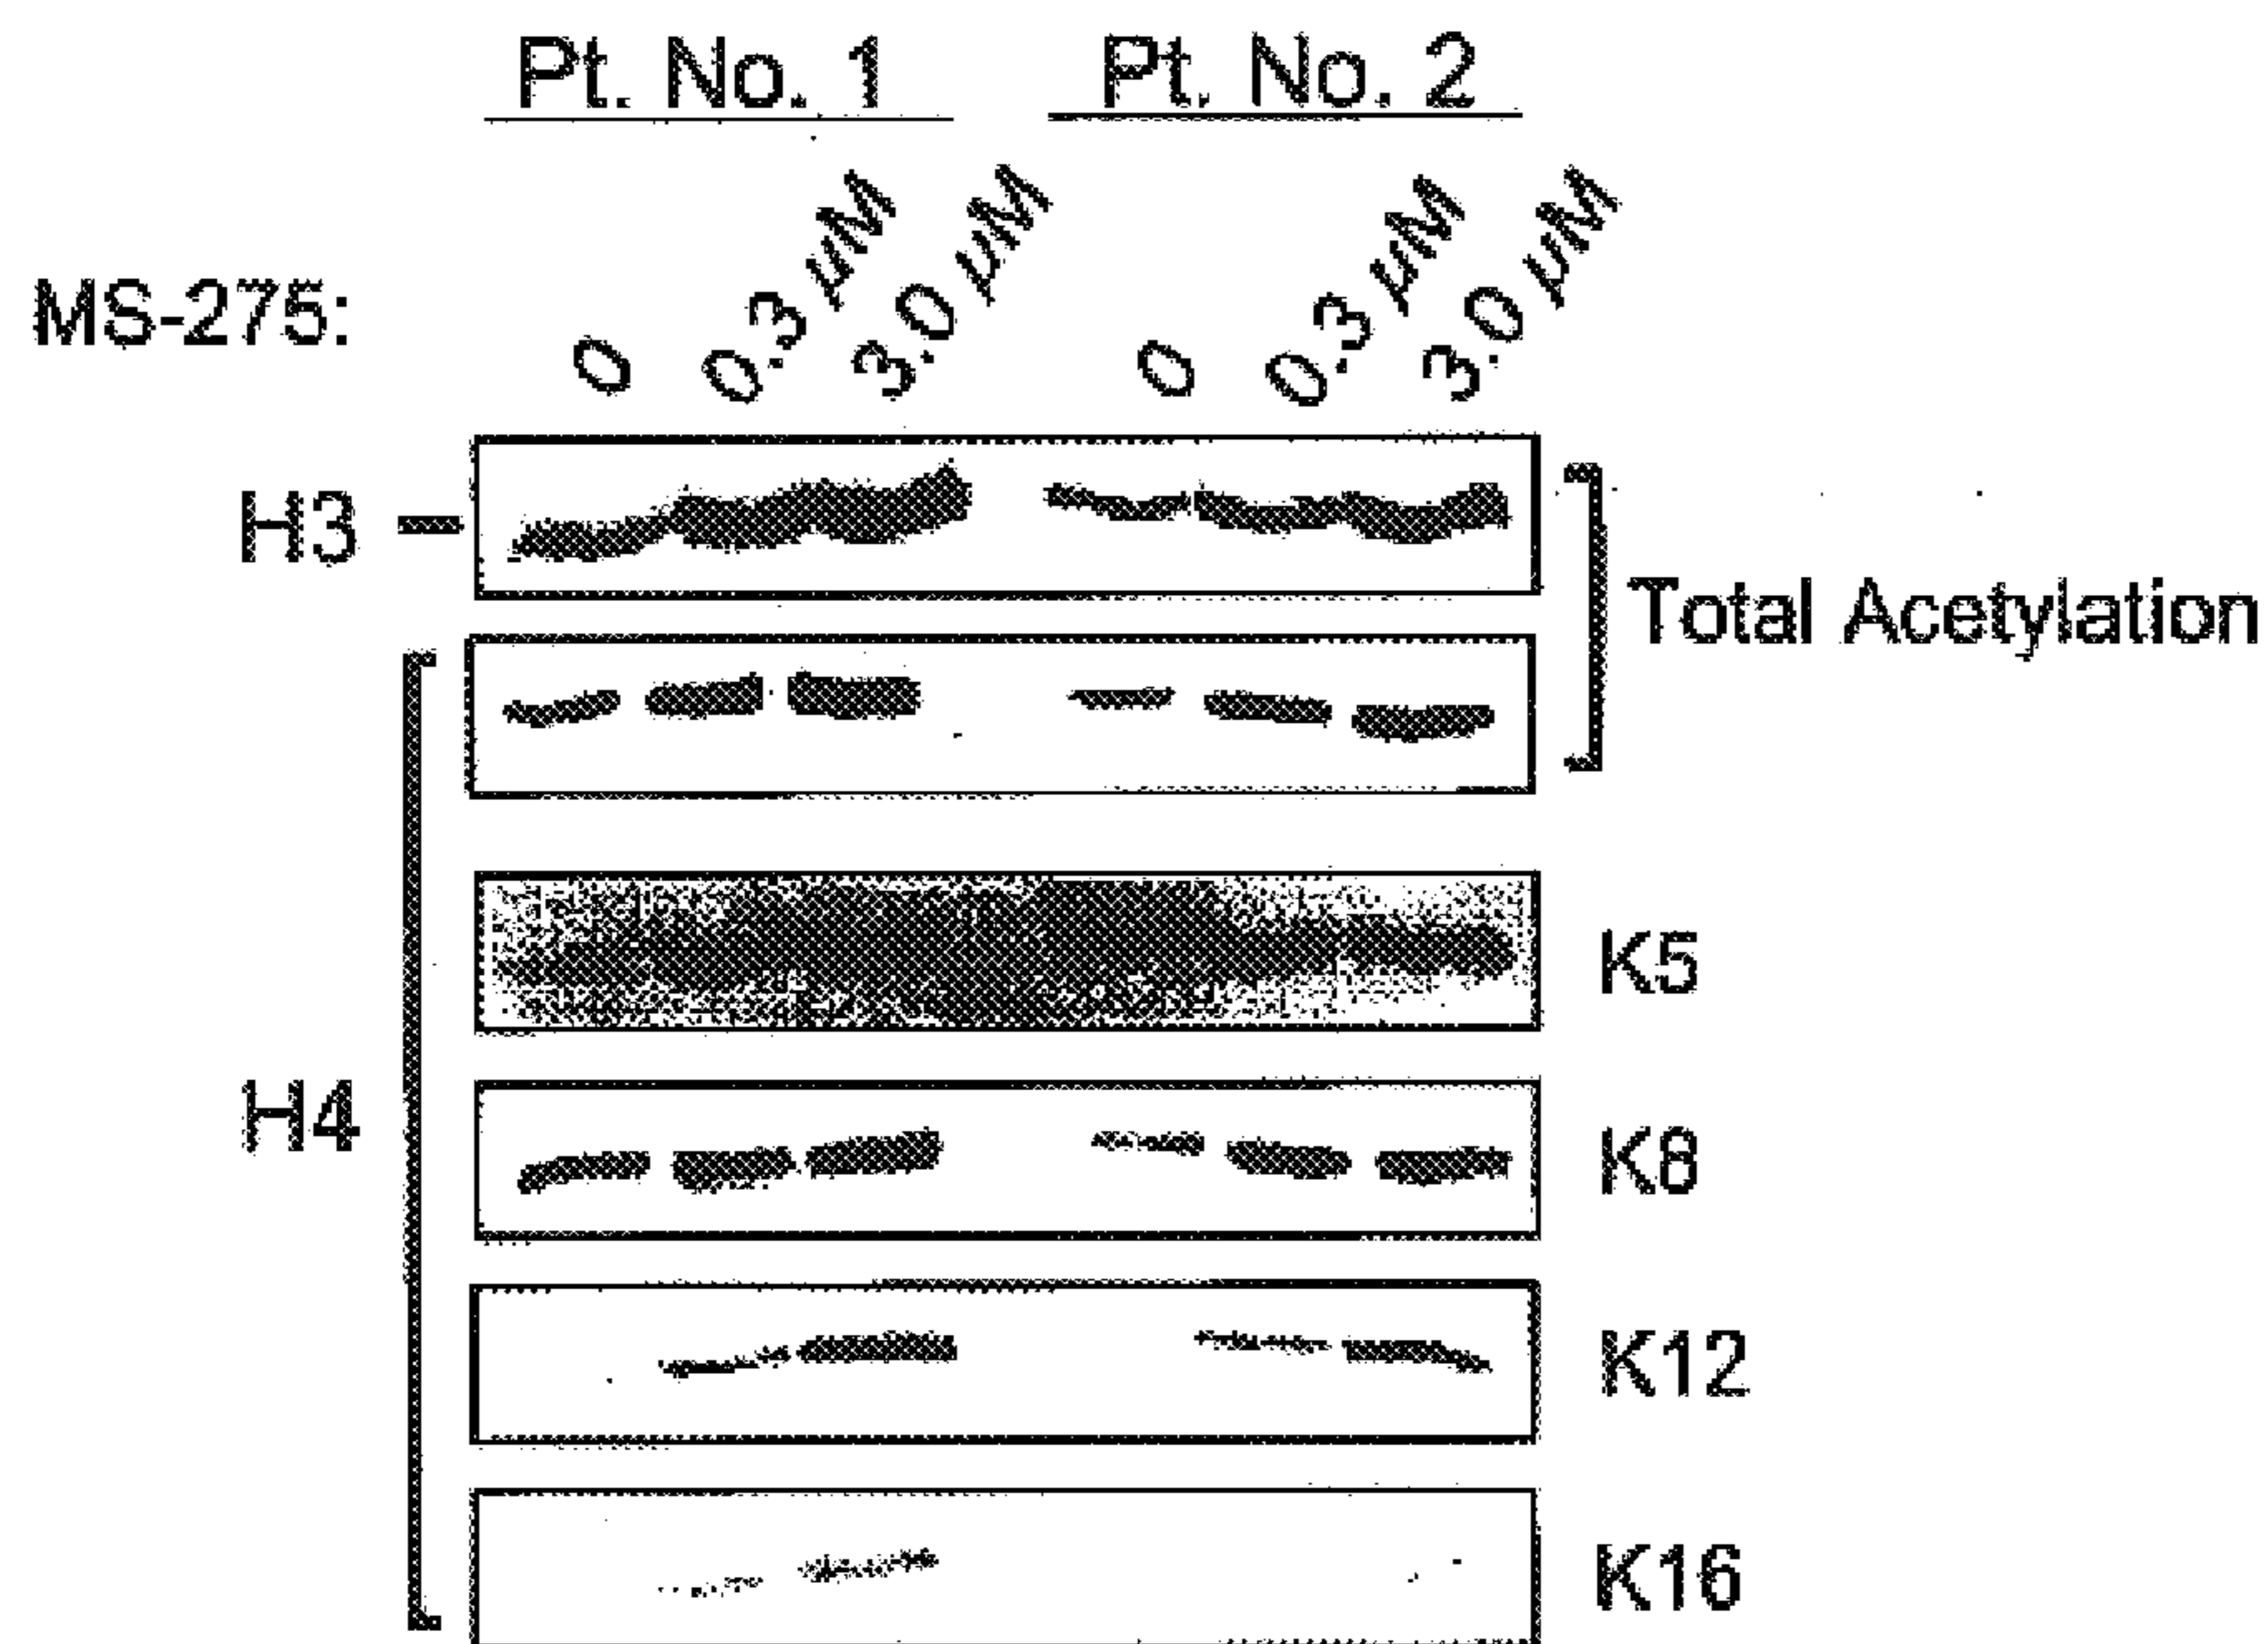 Pt. No. 1 Pt. No. 2
MS-275: 0 0.3 µM 3.0 µM 0 0.3 µM 3.0 µM
H3
Total Acetylation
K5
H4 K8
K12
K16